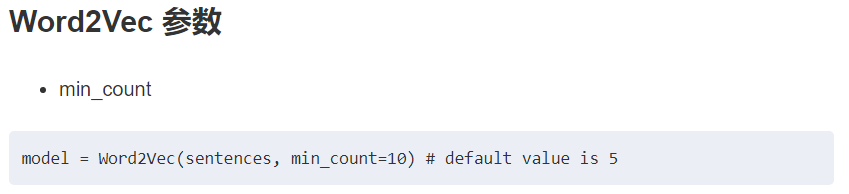 Word2Vec 参数
• min_count
model = Word2Vec(sentences, min_count=10) # default value is 5